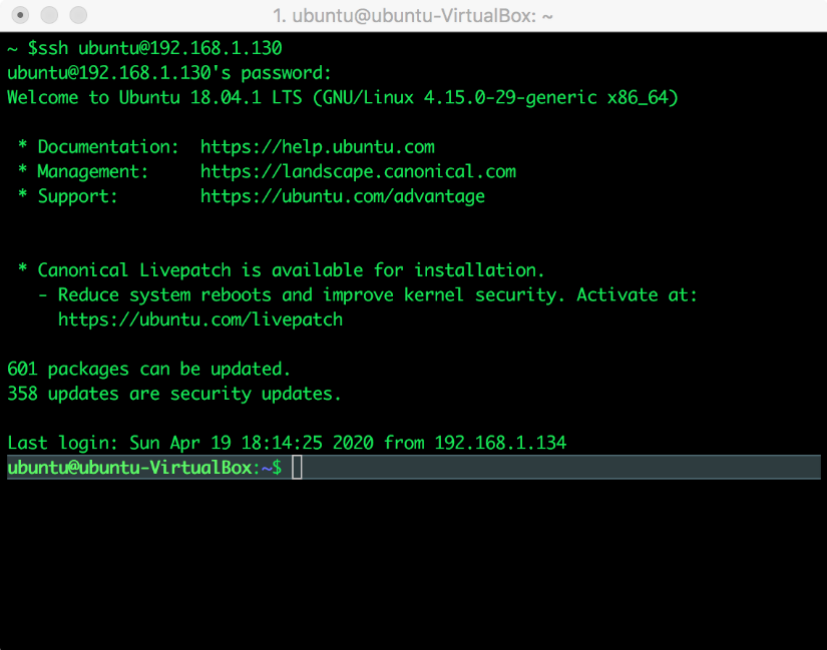 1. ubuntu@ubuntu-VirtualBox: ~
~ $ssh ubuntu@192.168.1.130
ubuntu@192.168.1.130's password:
Welcome to Ubuntu 18.04.1 LTS (GNU/Linux 4.15.0-29-generic x86_64)
* Documentation:  https://help.ubuntu.com
* Management:     https://landscape.canonical.com
* Support:        https://ubuntu.com/advantage
* Canonical Livepatch is available for installation.
- Reduce system reboots and improve kernel security. Activate at:
https://ubuntu.com/livepatch
601 packages can be updated.
358 updates are security updates.
Last login: Sun Apr 19 18:14:25 2020 from 192.168.1.134
ubuntu@ubuntu-VirtualBox:~$